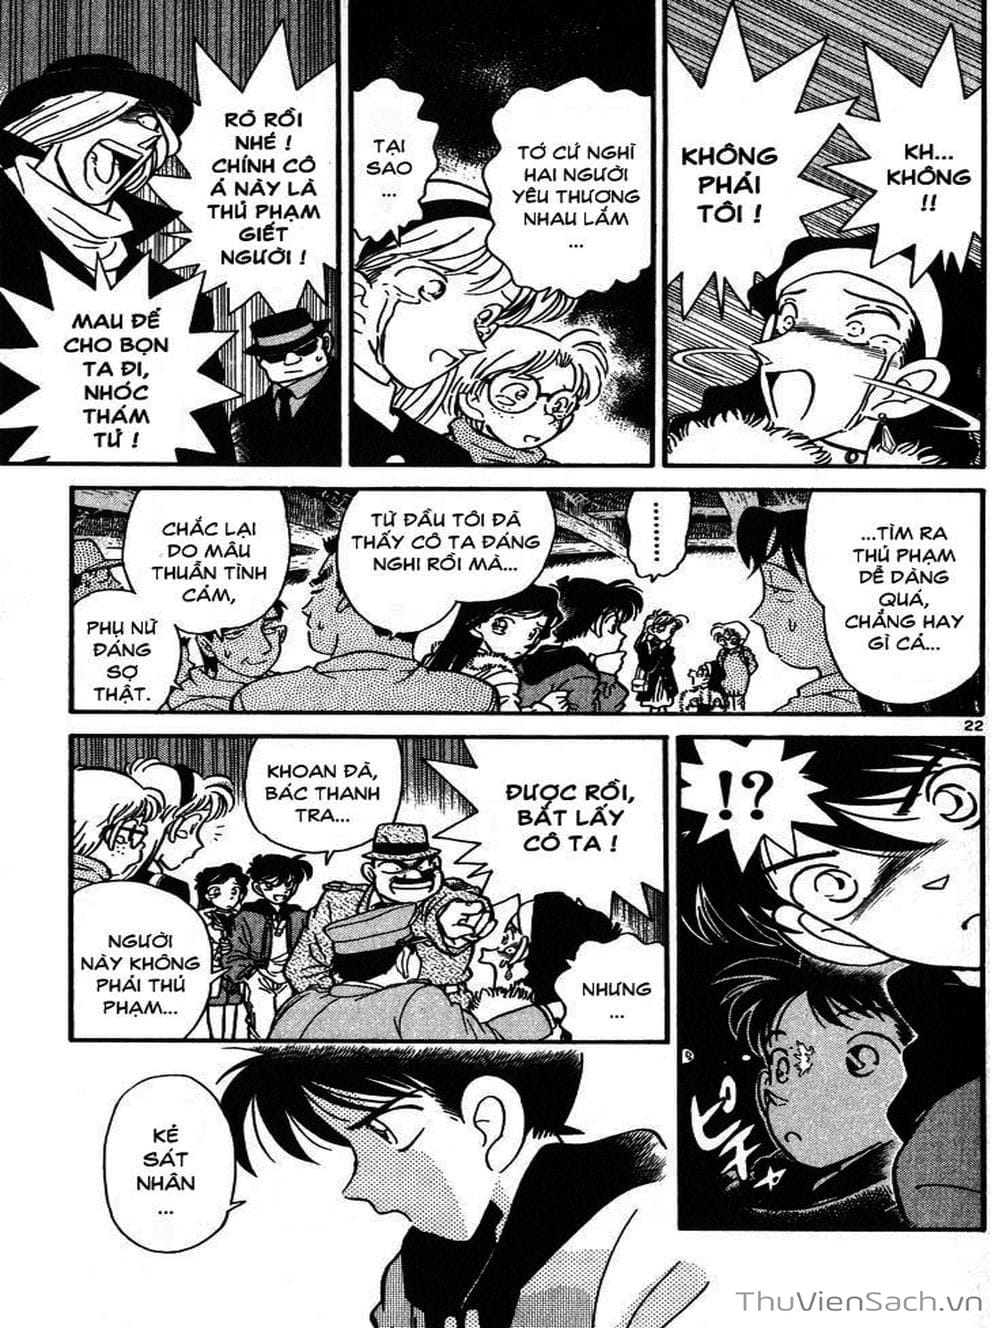 KH...
KHÔNG
!!
KHÔNG
PHẢI
TÔI !
TỚ CỨ NGHĨ
HAI NGƯỜI
YÊU THƯƠNG
NHAU LẮM
...
TẠI
SAO
...
RÕ RỒI
NHÉ !
CHÍNH CÔ
Ả NÀY LÀ
THỦ PHẠM
GIẾT
NGƯỜI !
MAU ĐỂ
CHO BỌN
TA ĐI,
NHÓC
THÁM
TỬ !
...TÌM RA
THỦ PHẠM
DỄ DÀNG
QUÁ,
CHẲNG HAY
GÌ CẢ...
.........
TỪ ĐẦU TÔI ĐÃ
THẤY CÔ TA ĐÁNG
NGHI RỒI MÀ...
CHẮC LẠI
DO MÂU
THUẪN TÌNH
CẢM,
PHỤ NỮ
ĐÁNG
SỢ
THẬT.
22
!?
ピキッ
ĐƯỢC RỒI,
BẮT LẤY
CÔ TA !
KHOAN ĐÃ,
BÁC THANH
TRA...
NHƯNG
...
NGƯỜI
NÀY KHÔNG
PHẢI THỦ
PHẠM...
KẺ
SÁT
NHÂN
...
ThuVienSach.vn